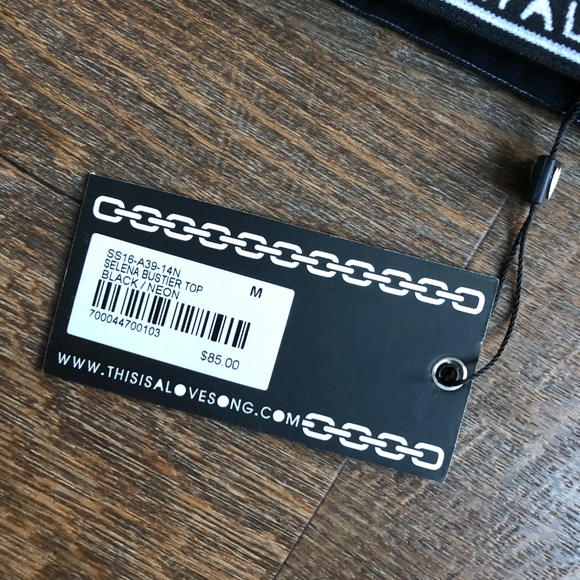 SS16-A39-14N
SELENA BUSTIER TOP
BLACK / NEON M
700044700103
$85.00
WWW.THISISALOVESONG.COM